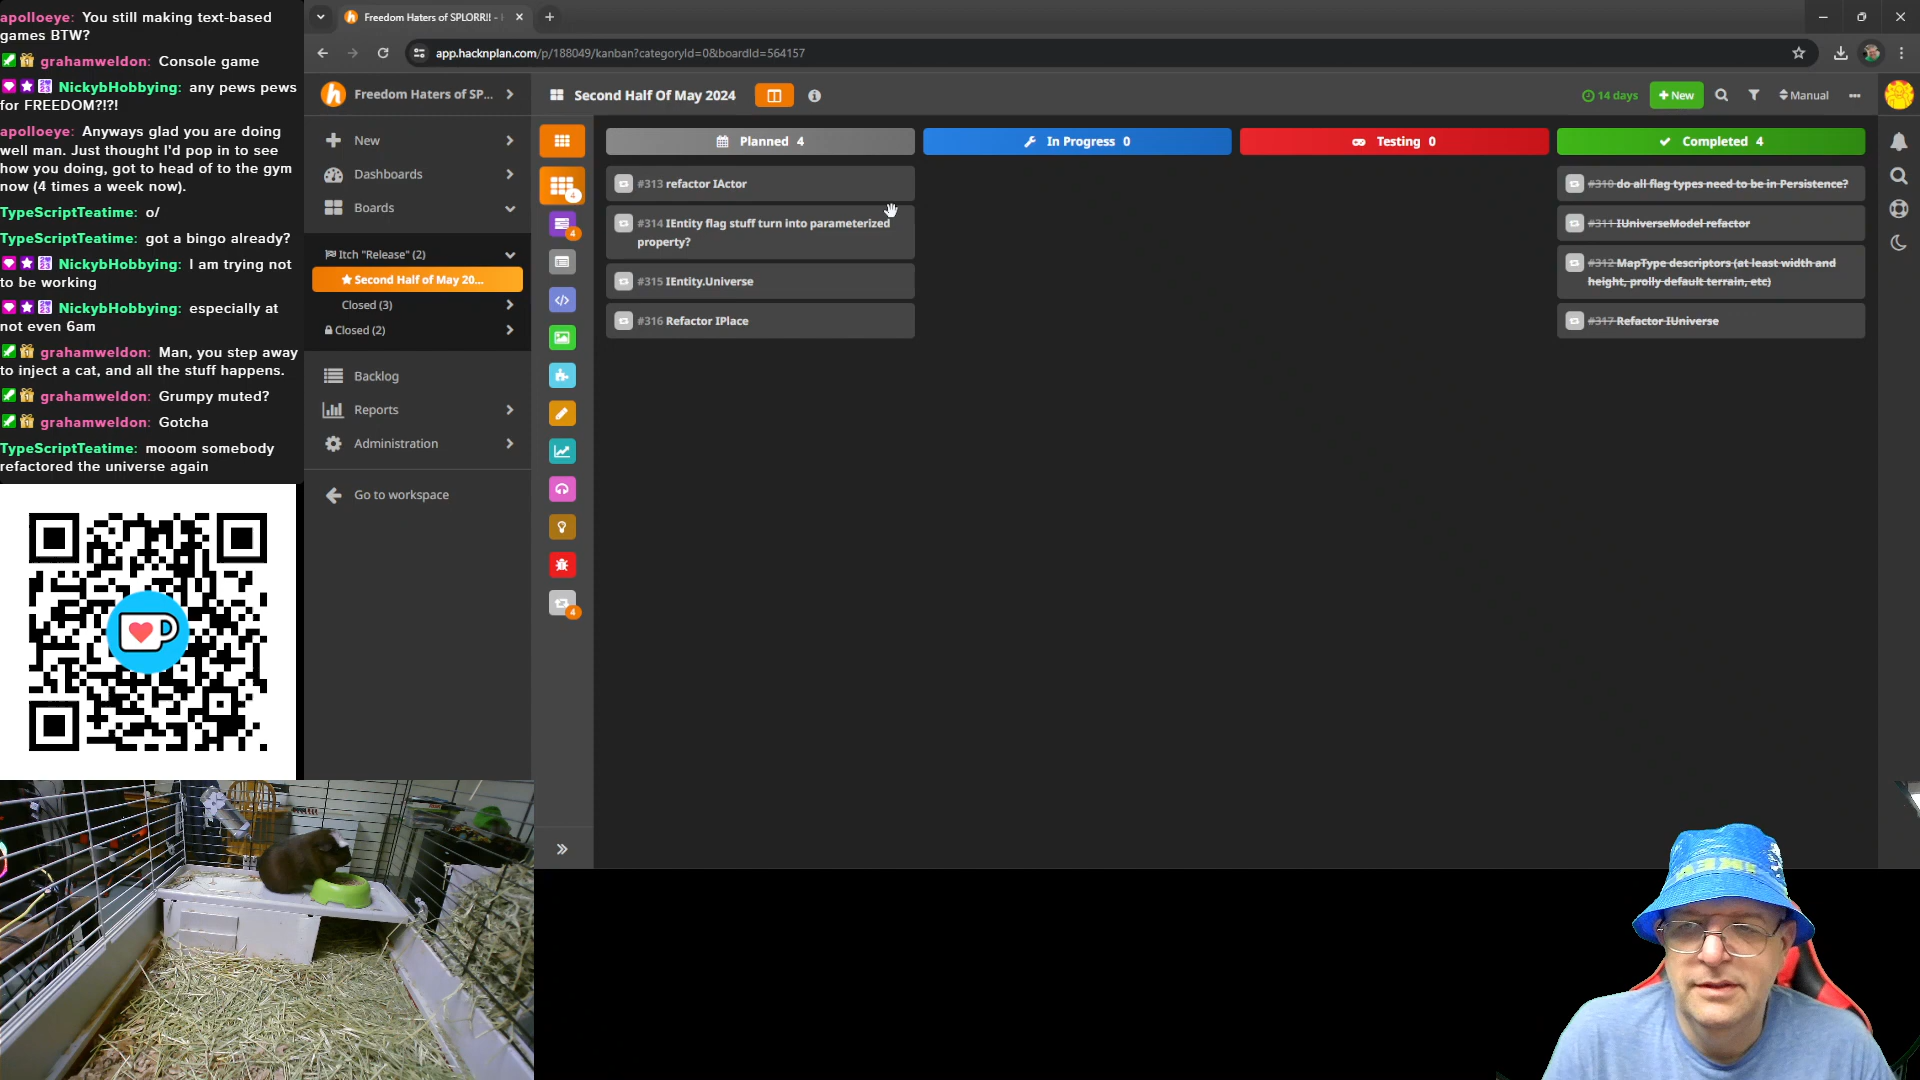 apolloeye: You still making text-based
games BTW?
grahamweldon: Console game
NickybHobbying: any pews pews
for FREEDOM?!?!
apolloeye: Anyways glad you are doing
well man. Just thought I'd pop in to see
how you doing, got to head of to the gym
now (4 times a week now).
TypeScriptTeatime: o/
TypeScriptTeatime: got a bingo already?
NickybHobbying: I am trying not
to be working
NickybHobbying: especially at
not even 6am
grahamweldon: Man, you step away
to inject a cat, and all the stuff happens.
grahamweldon: Grumpy muted?
grahamweldon: Gotcha
TypeScriptTeatime: mooom somebody
refactored the universe again
Freedom Haters of SPLORR!! -
app.hacknplan.com/p/188049/kanban?categoryId=0&boardId=564157
Freedom Haters of SP...
New
Dashboards
Boards
Itch "Release" (2)
Second Half of May 20...
Closed (3)
Closed (2)
Backlog
Reports
Administration
Go to workspace
4
4
4
Second Half Of May 2024
14 days
New
Manual
Planned 4
#313 refactor IActor
#314 IEntity flag stuff turn into parameterized
property?
#315 IEntity.Universe
#316 Refactor IPlace
In Progress 0
Testing 0
Completed 4
#310 do all flag types need to be in Persistence?
#311 IUniverseModel refactor
#312 MapType descriptors (at least width and
height, prolly default terrain, etc)
#317 Refactor IUniverse